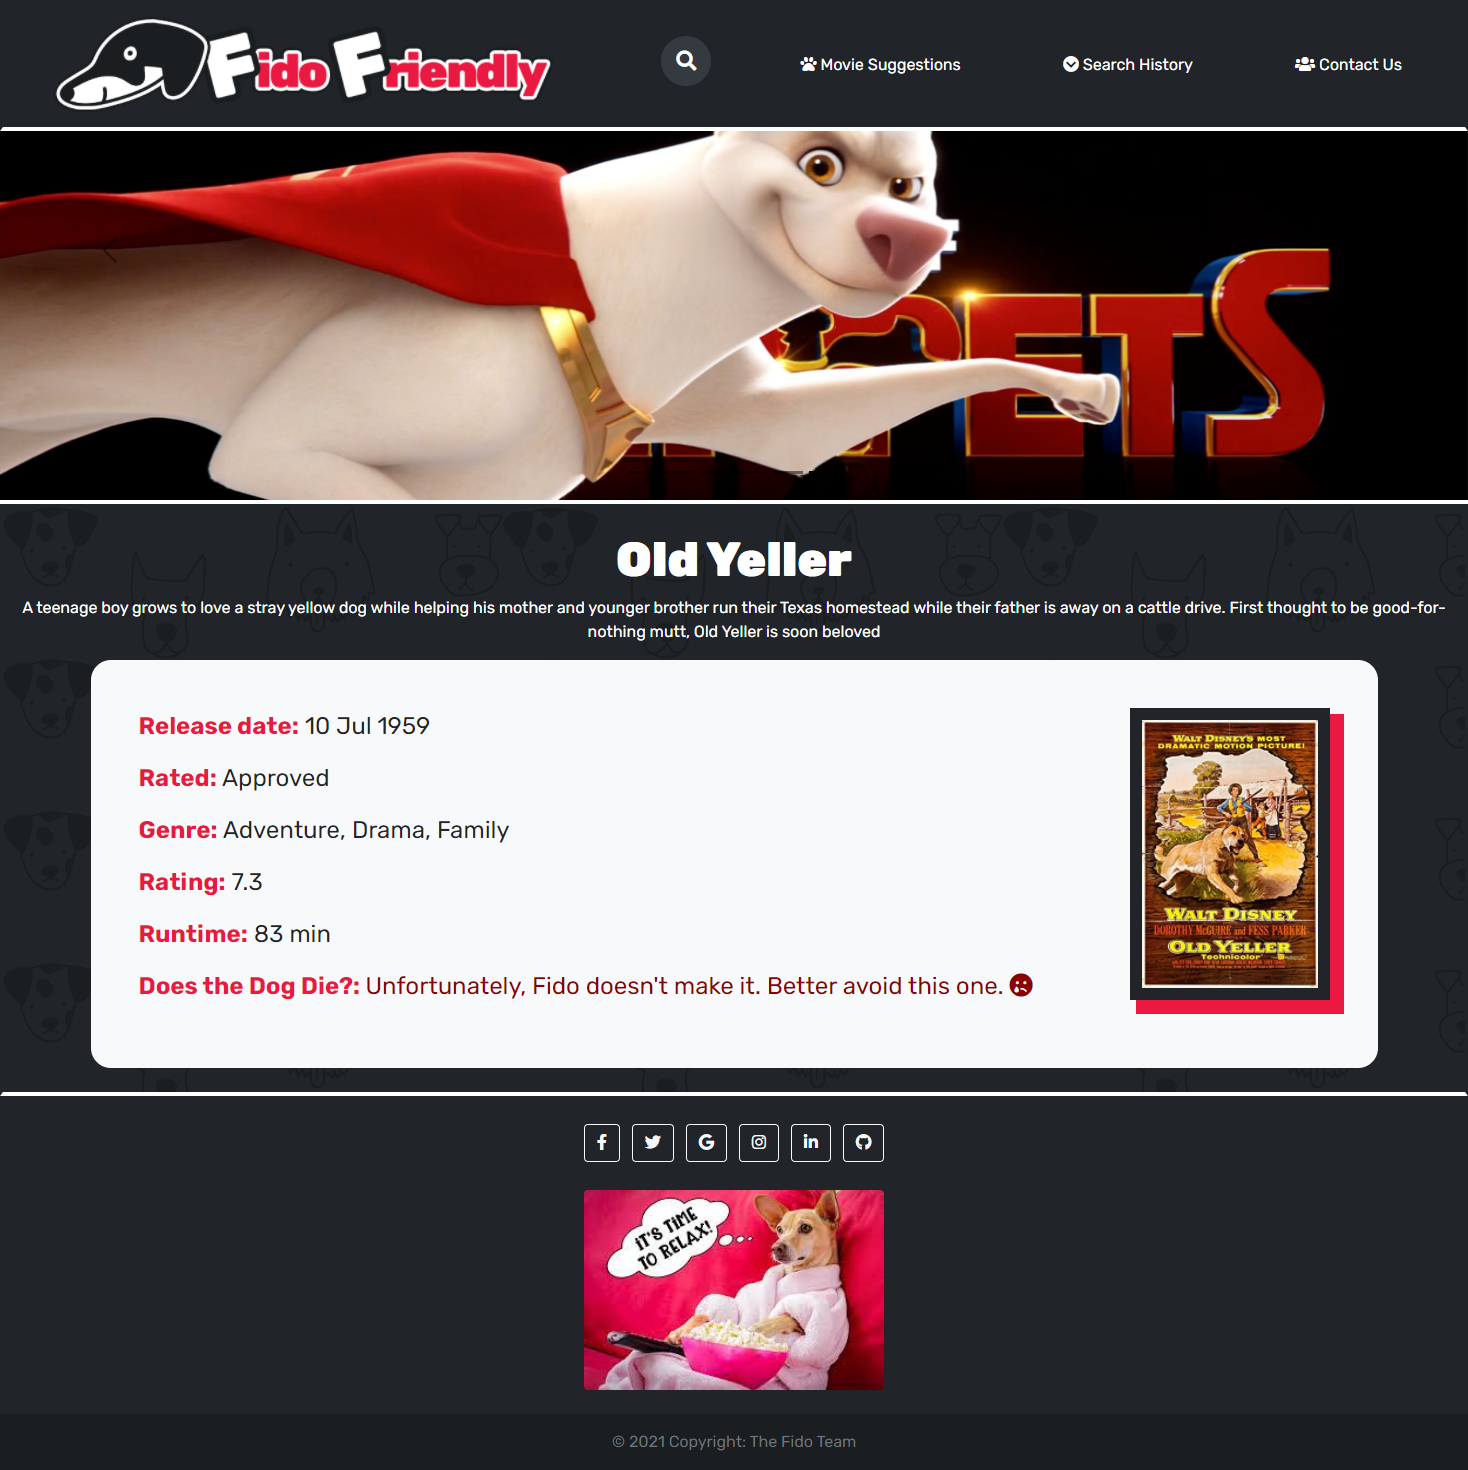 Fido Friendly
Movie Suggestions
Search History
Contact Us
PETS
Old Yeller
A teenage boy grows to love a stray yellow dog while helping his mother and younger brother run their Texas homestead while their father is away on a cattle drive. First thought to be good-for-
nothing mutt, Old Yeller is soon beloved
Release date: 10 Jul 1959
Rated: Approved
Genre: Adventure, Drama, Family
Rating: 7.3
Runtime: 83 min
Does the Dog Die?: Unfortunately, Fido doesn't make it. Better avoid this one.
WALT DISNEY'S MOST
DRAMATIC MOTION PICTURE!
WALT DISNEY
DOROTHY McGUIRE and FESS PARKER
OLD YELLER
Technicolor
IT'S TIME
TO RELAX!
© 2021 Copyright: The Fido Team